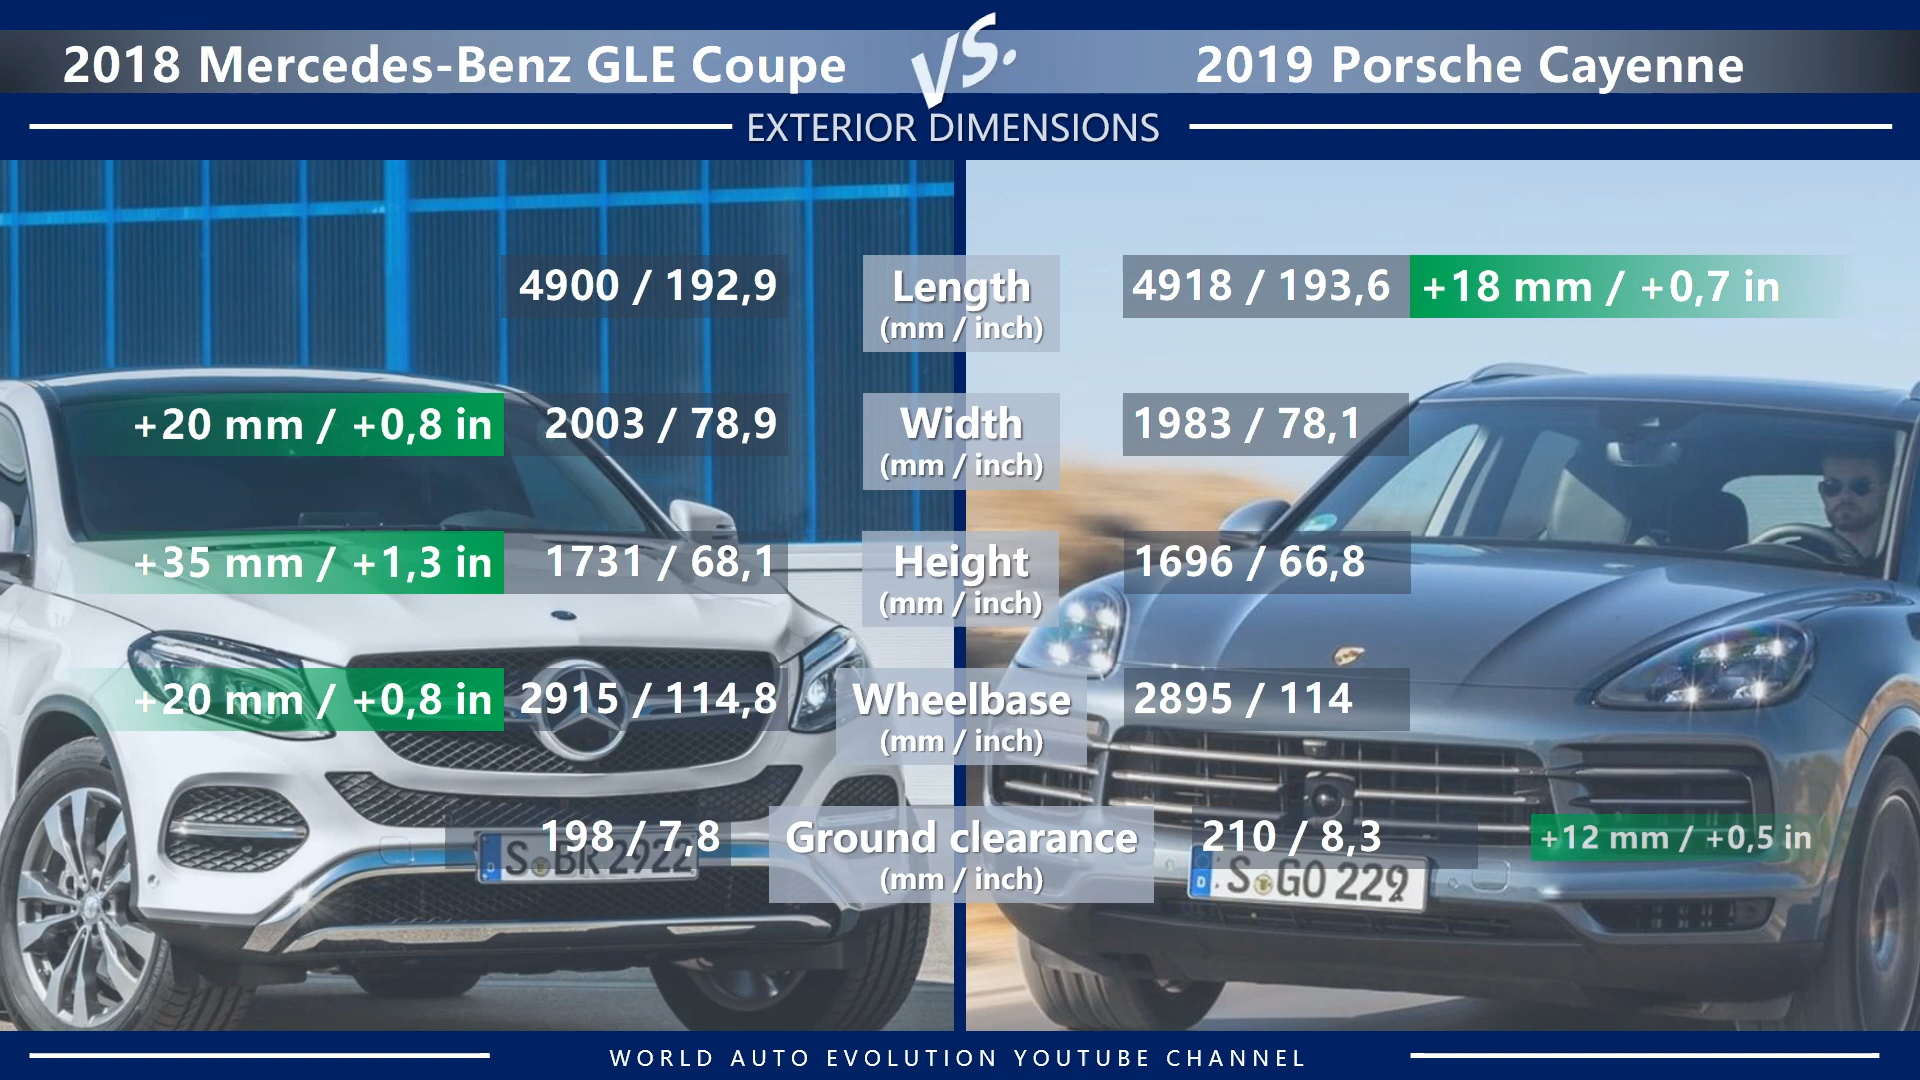 2018 Mercedes-Benz GLE Coupe
VS.
2019 Porsche Cayenne
EXTERIOR DIMENSIONS
4900 / 192,9
Length
(mm / inch)
4918 / 193,6
+18 mm / +0,7 in
+20 mm / +0,8 in
2003 / 78,9
Width
(mm / inch)
1983 / 78,1
+35 mm / +1,3 in
1731 / 68,1
Height
(mm / inch)
1696 / 66,8
+20 mm / +0,8 in
2915 / 114,8
Wheelbase
(mm / inch)
2895 / 114
198 / 7,8
Ground clearance
(mm / inch)
210 / 8,3
+12 mm / +0,5 in
S BR 2922
D
S GO 229
WORLD AUTO EVOLUTION YOUTUBE CHANNEL